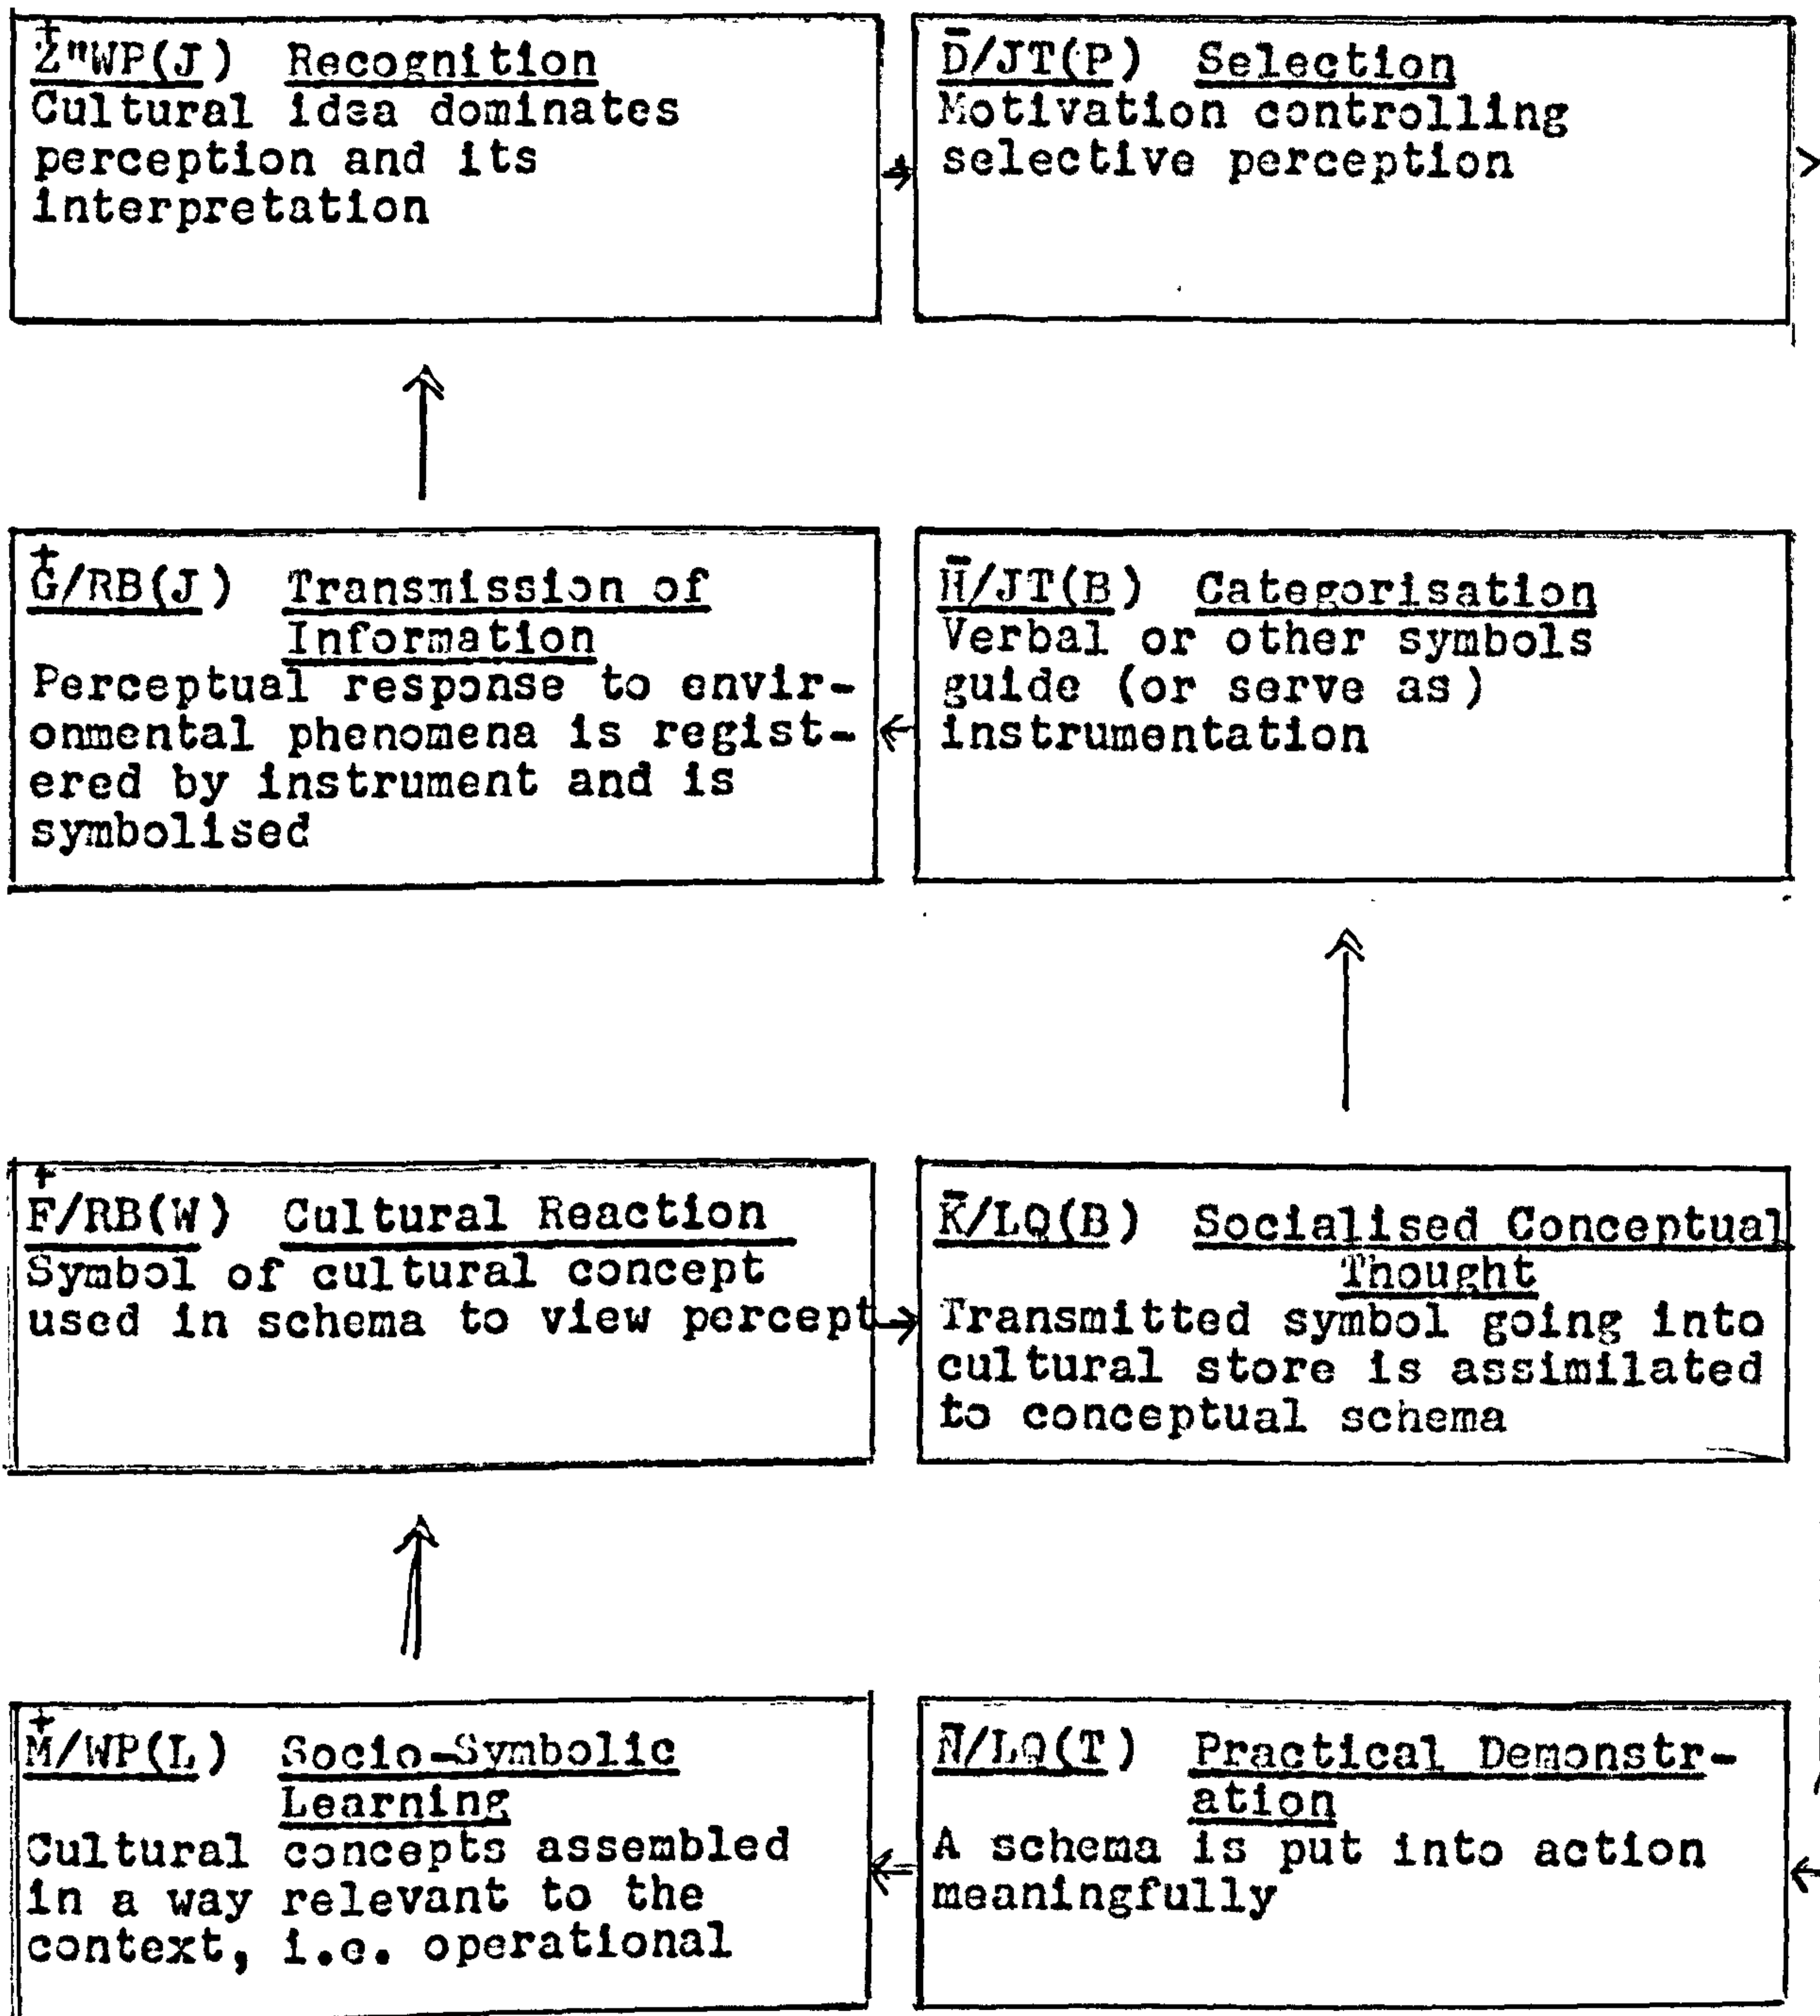 Z̄"WP(J) Recognition
Cultural idea dominates
perception and its
interpretation
D̄/JT(P) Selection
Motivation controlling
selective perception
G⁺/RB(J) Transmission of
Information
Perceptual response to envir-
onmental phenomena is regist-
ered by instrument and is
symbolised
H̄/JT(B) Categorisation
Verbal or other symbols
guide (or serve as)
instrumentation
F⁺/RB(W) Cultural Reaction
Symbol of cultural concept
used in schema to view percept
K̄/LQ(B) Socialised Conceptual
Thought
Transmitted symbol going into
cultural store is assimilated
to conceptual schema
M⁺/WP(L) Socio-Symbolic
Learning
Cultural concepts assembled
in a way relevant to the
context, i.e. operational
N̄/LQ(T) Practical Demonstr-
ation
A schema is put into action
meaningfully